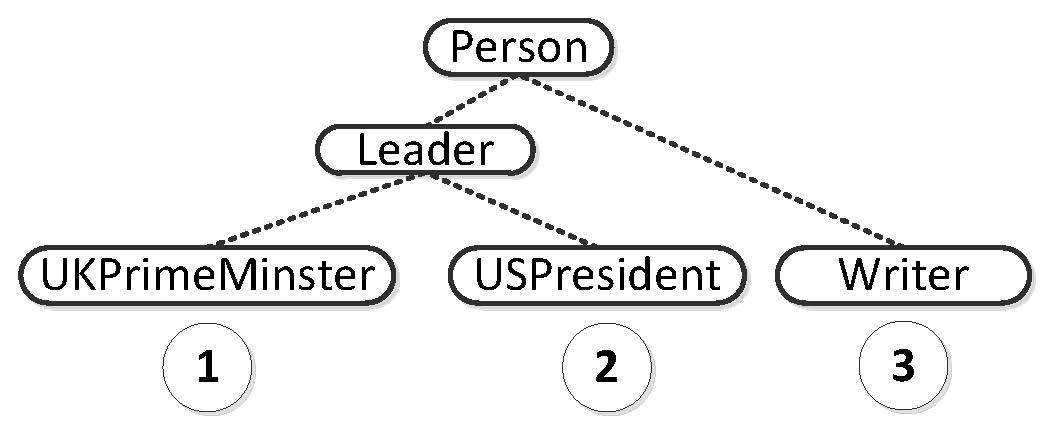 Person
Leader
UKPrimeMinster
USPresident
Writer
1
2
3